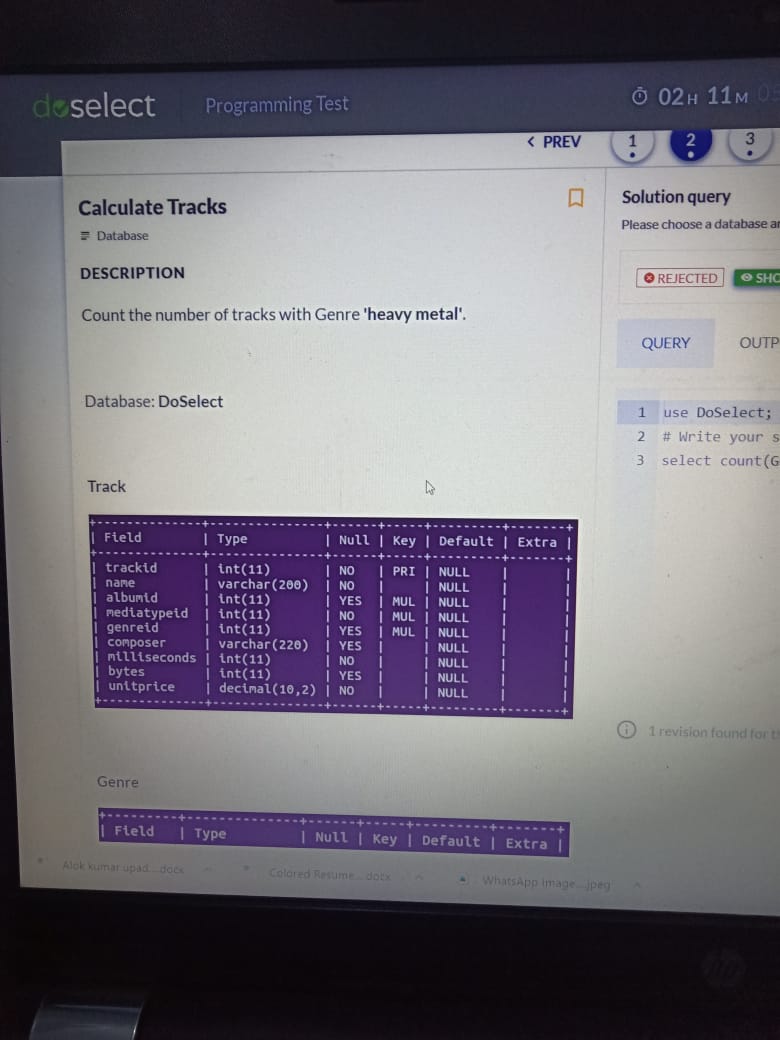 doselect
Programming Test
02H 11M
< PREV
1
2
3
Calculate Tracks
Database
DESCRIPTION
Count the number of tracks with Genre 'heavy metal'.
Database: DoSelect
Track
| Field | Type | Null | Key | Default | Extra |
| trackid | int(11) | NO | PRI | NULL | |
| name | varchar(200) | NO | | NULL | |
| albumid | int(11) | YES | MUL | NULL | |
| mediatypeid | int(11) | NO | MUL | NULL | |
| genreid | int(11) | YES | MUL | NULL | |
| composer | varchar(220) | YES | | NULL | |
| milliseconds | int(11) | NO | | NULL | |
| bytes | int(11) | YES | | NULL | |
| unitprice | decimal(10,2) | NO | | NULL | |
Genre
| Field | Type | Null | Key | Default | Extra |
Solution query
Please choose a database an
REJECTED
SHO
QUERY
OUTP
1 use DoSelect;
2 # Write your s
3 select count(G
1 revision found for t
Alok kumar upad....docx
Colored Resume....docx
WhatsApp Image....jpeg
hp